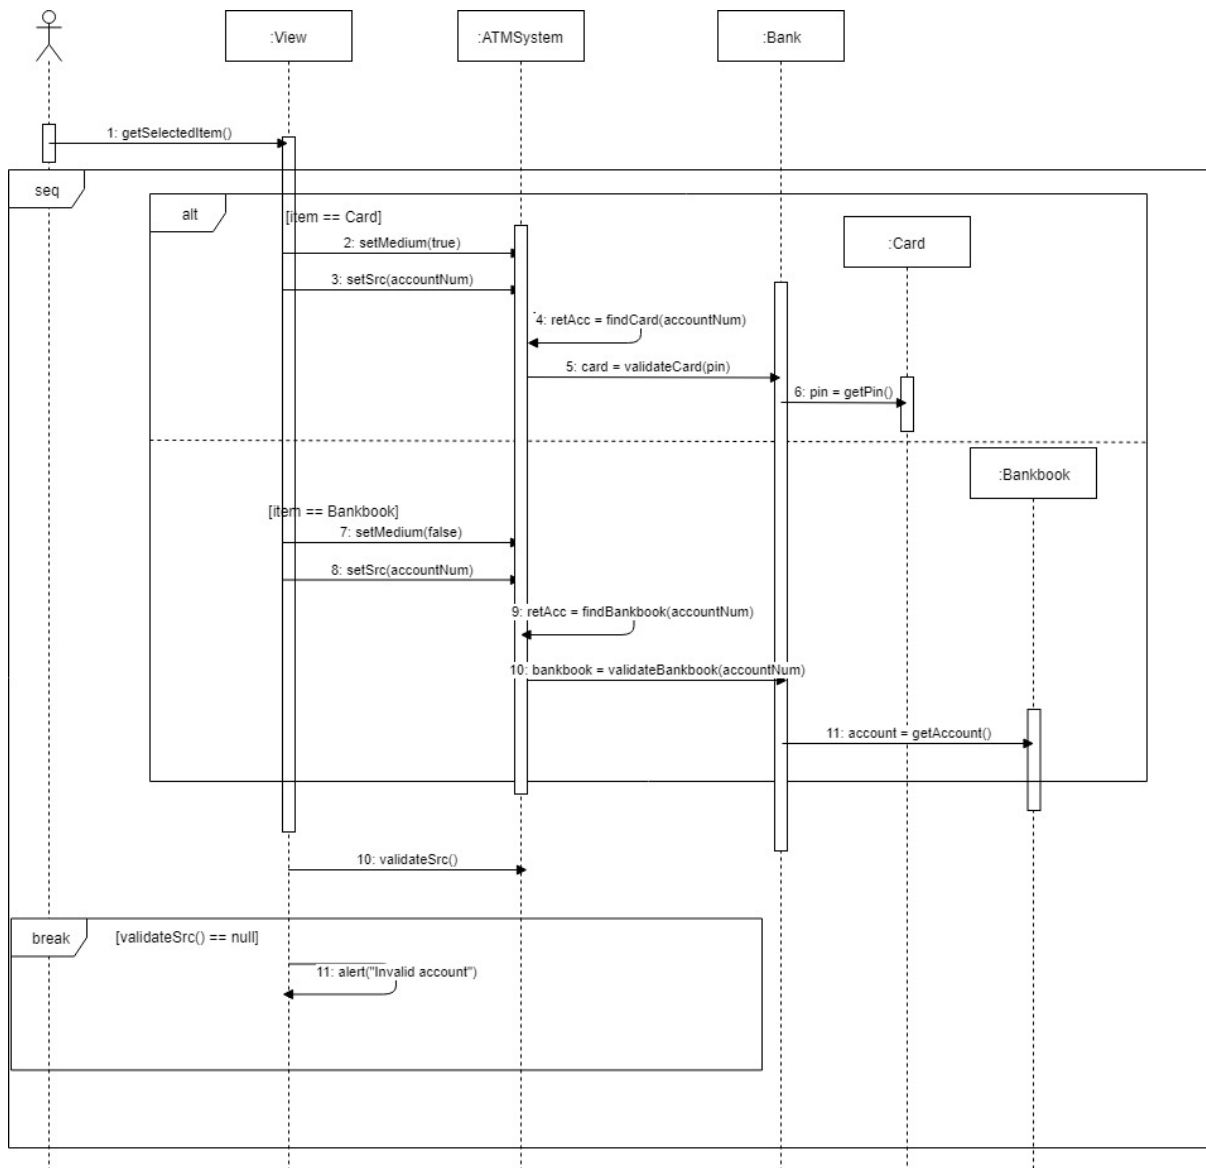 :View
:ATMSystem
:Bank
1: getSelectedItem()
seq
alt
[item == Card]
2: setMedium(true)
:Card
3: setSrc(accountNum)
4: retAcc = findCard(accountNum)
5: card = validateCard(pin)
6: pin = getPin()
:Bankbook
[item == Bankbook]
7: setMedium(false)
8: setSrc(accountNum)
9: retAcc = findBankbook(accountNum)
10: bankbook = validateBankbook(accountNum)
11: account = getAccount()
10: validateSrc()
break
[validateSrc() == null]
11: alert("Invalid account")